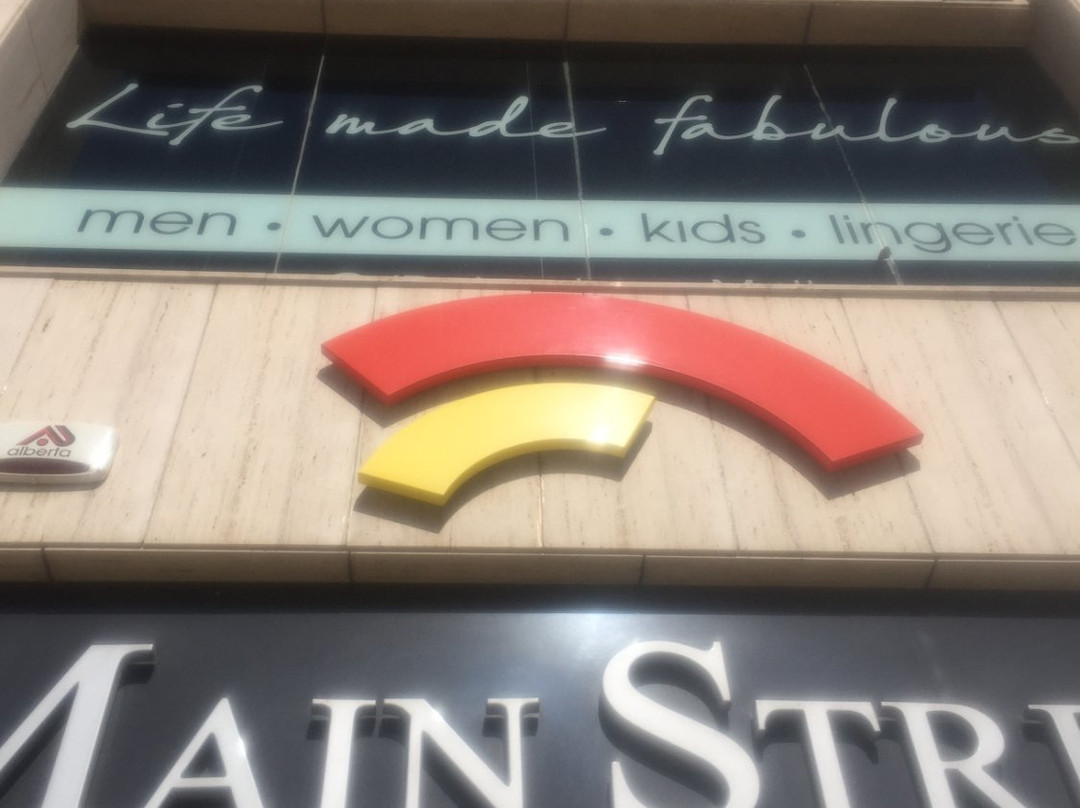 Life made fabulous
men • women • kids • lingerie
alberta
MAIN STR